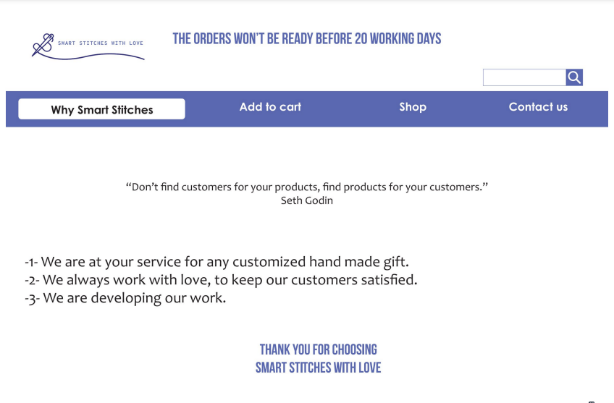 SMART STITCHES WITH LOVE
THE ORDERS WON'T BE READY BEFORE 20 WORKING DAYS
Why Smart Stitches
Add to cart
Shop
Contact us
“Don’t find customers for your products, find products for your customers.”
Seth Godin
-1- We are at your service for any customized hand made gift.
-2- We always work with love, to keep our customers satisfied.
-3- We are developing our work.
THANK YOU FOR CHOOSING
SMART STITCHES WITH LOVE